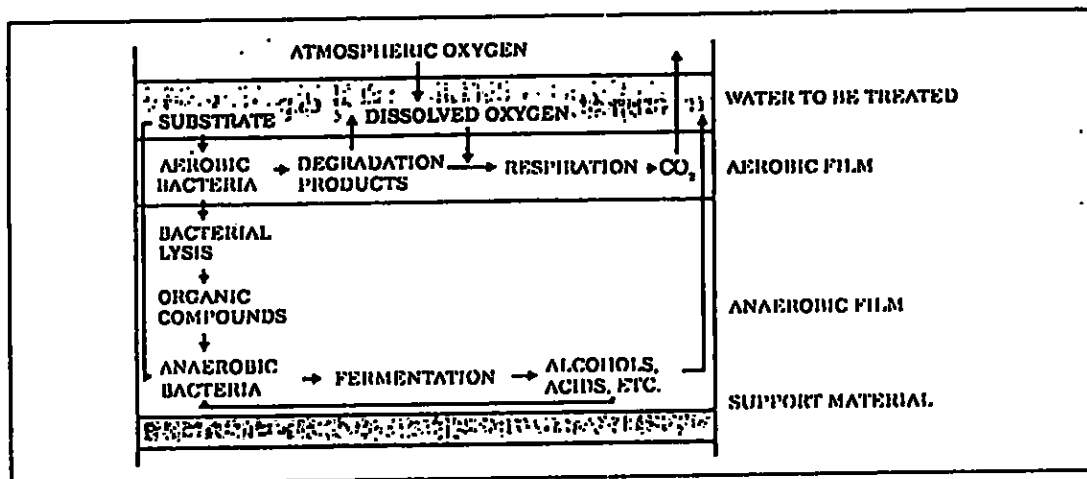 ATMOSPHERIC OXYGEN
WATER TO BE TREATED
SUBSTRATE
DISSOLVED OXYGEN
AEROBIC
BACTERIA
DEGRADATION
PRODUCTS
RESPIRATION
CO2
AEROBIC FILM
BACTERIAL
LYSIS
ORGANIC
COMPOUNDS
ANAEROBIC FILM
ANAEROBIC
BACTERIA
FERMENTATION
ALCOHOLS,
ACIDS, ETC.
SUPPORT MATERIAL